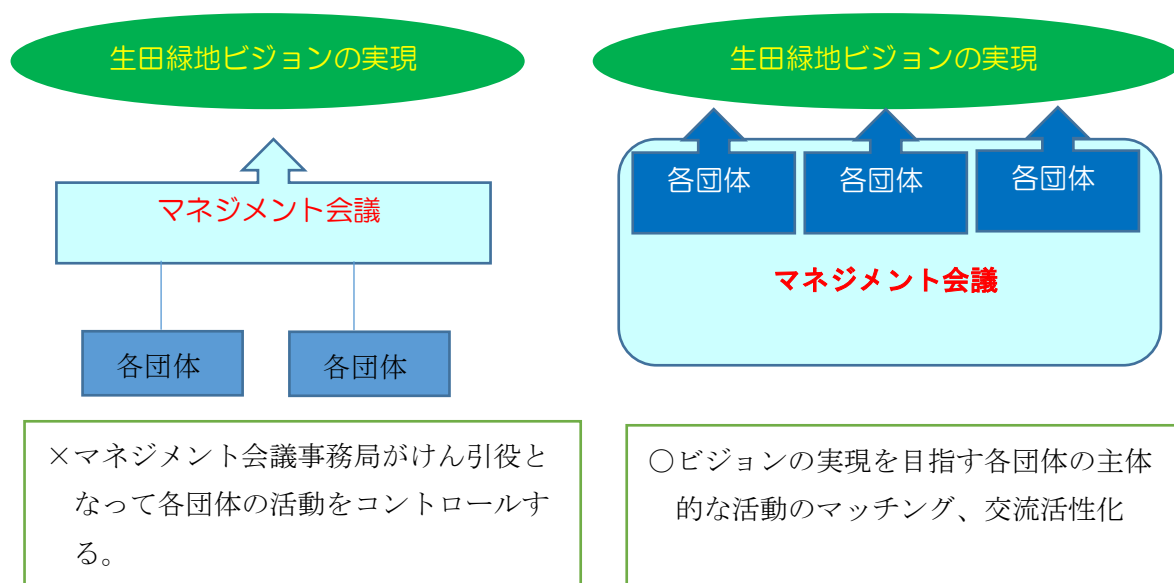 生田緑地ビジョンの実現
マネジメント会議
各団体
各団体
×マネジメント会議事務局がけん引役と
なって各団体の活動をコントロールす
る。
生田緑地ビジョンの実現
各団体
各団体
各団体
マネジメント会議
○ビジョンの実現を目指す各団体の主体
的な活動のマッチング、交流活性化